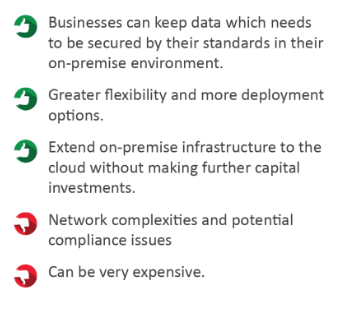 Businesses can keep data which needs
to be secured by their standards in their
on-premise environment.
Greater flexibility and more deployment
options.
Extend on-premise infrastructure to the
cloud without making further capital
investments.
Network complexities and potential
compliance issues
Can be very expensive.